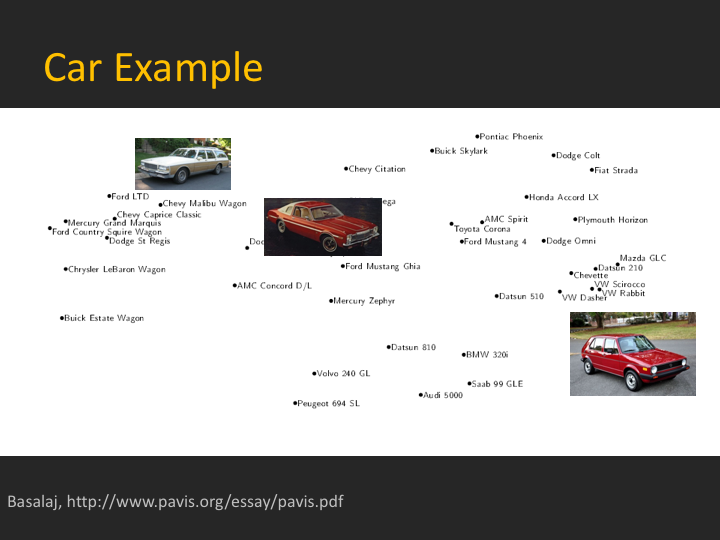 Car Example
Pontiac Phoenix
Buick Skylark
Dodge Colt
Chevy Citation
Fiat Strada
Ford LTD
Chevy Malibu Wagon
Honda Accord LX
Chevy Caprice Classic
Mercury Grand Marquis
AMC Spirit
Plymouth Horizon
Toyota Corona
Ford Country Squire Wagon
Dodge St Regis
Ford Mustang 4
Dodge Omni
Mazda GLC
Chrysler LeBaron Wagon
Ford Mustang Ghia
Datsun 210
Chevette
AMC Concord D/L
VW Scirocco
VW Rabbit
Datsun 510
VW Dasher
Mercury Zephyr
Buick Estate Wagon
Datsun 810
BMW 320i
Volvo 240 GL
Saab 99 GLE
Audi 5000
Peugeot 694 SL
Basalaj, http://www.pavis.org/essay/pavis.pdf